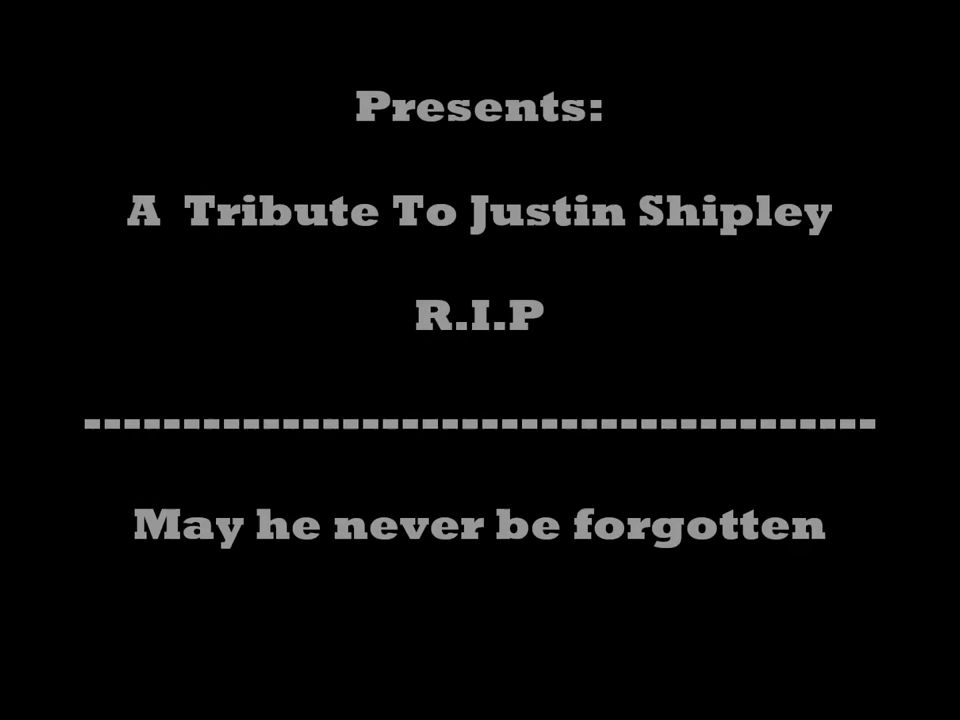 Presents:
A Tribute To Justin Shipley
R.I.P
----------------------------------------
May he never be forgotten